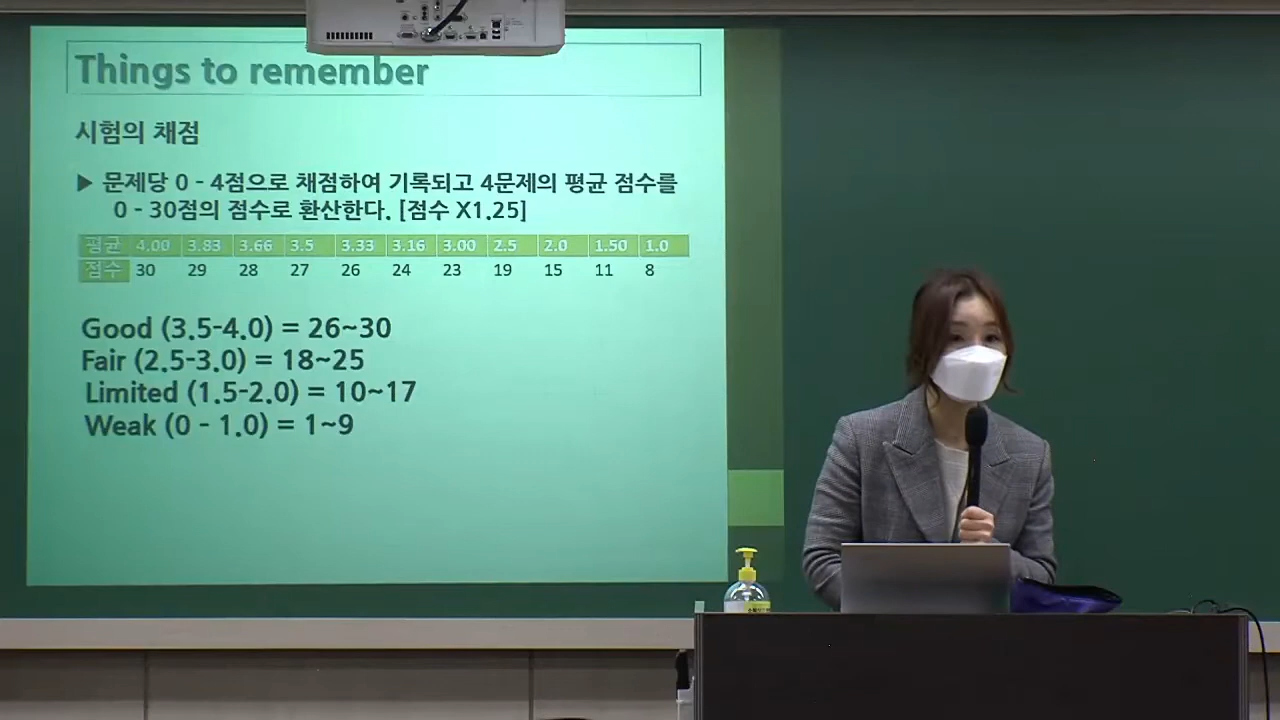 Things to remember
시험의 채점
▶ 문제당 0 - 4점으로 채점하여 기록되고 4문제의 평균 점수를
0 - 30점의 점수로 환산한다. [점수 X1.25]
평균 4.00 3.83 3.66 3.5 3.33 3.16 3.00 2.5 2.0 1.50 1.0
점수 30 29 28 27 26 24 23 19 15 11 8
Good (3.5-4.0) = 26~30
Fair (2.5-3.0) = 18~25
Limited (1.5-2.0) = 10~17
Weak (0 - 1.0) = 1~9